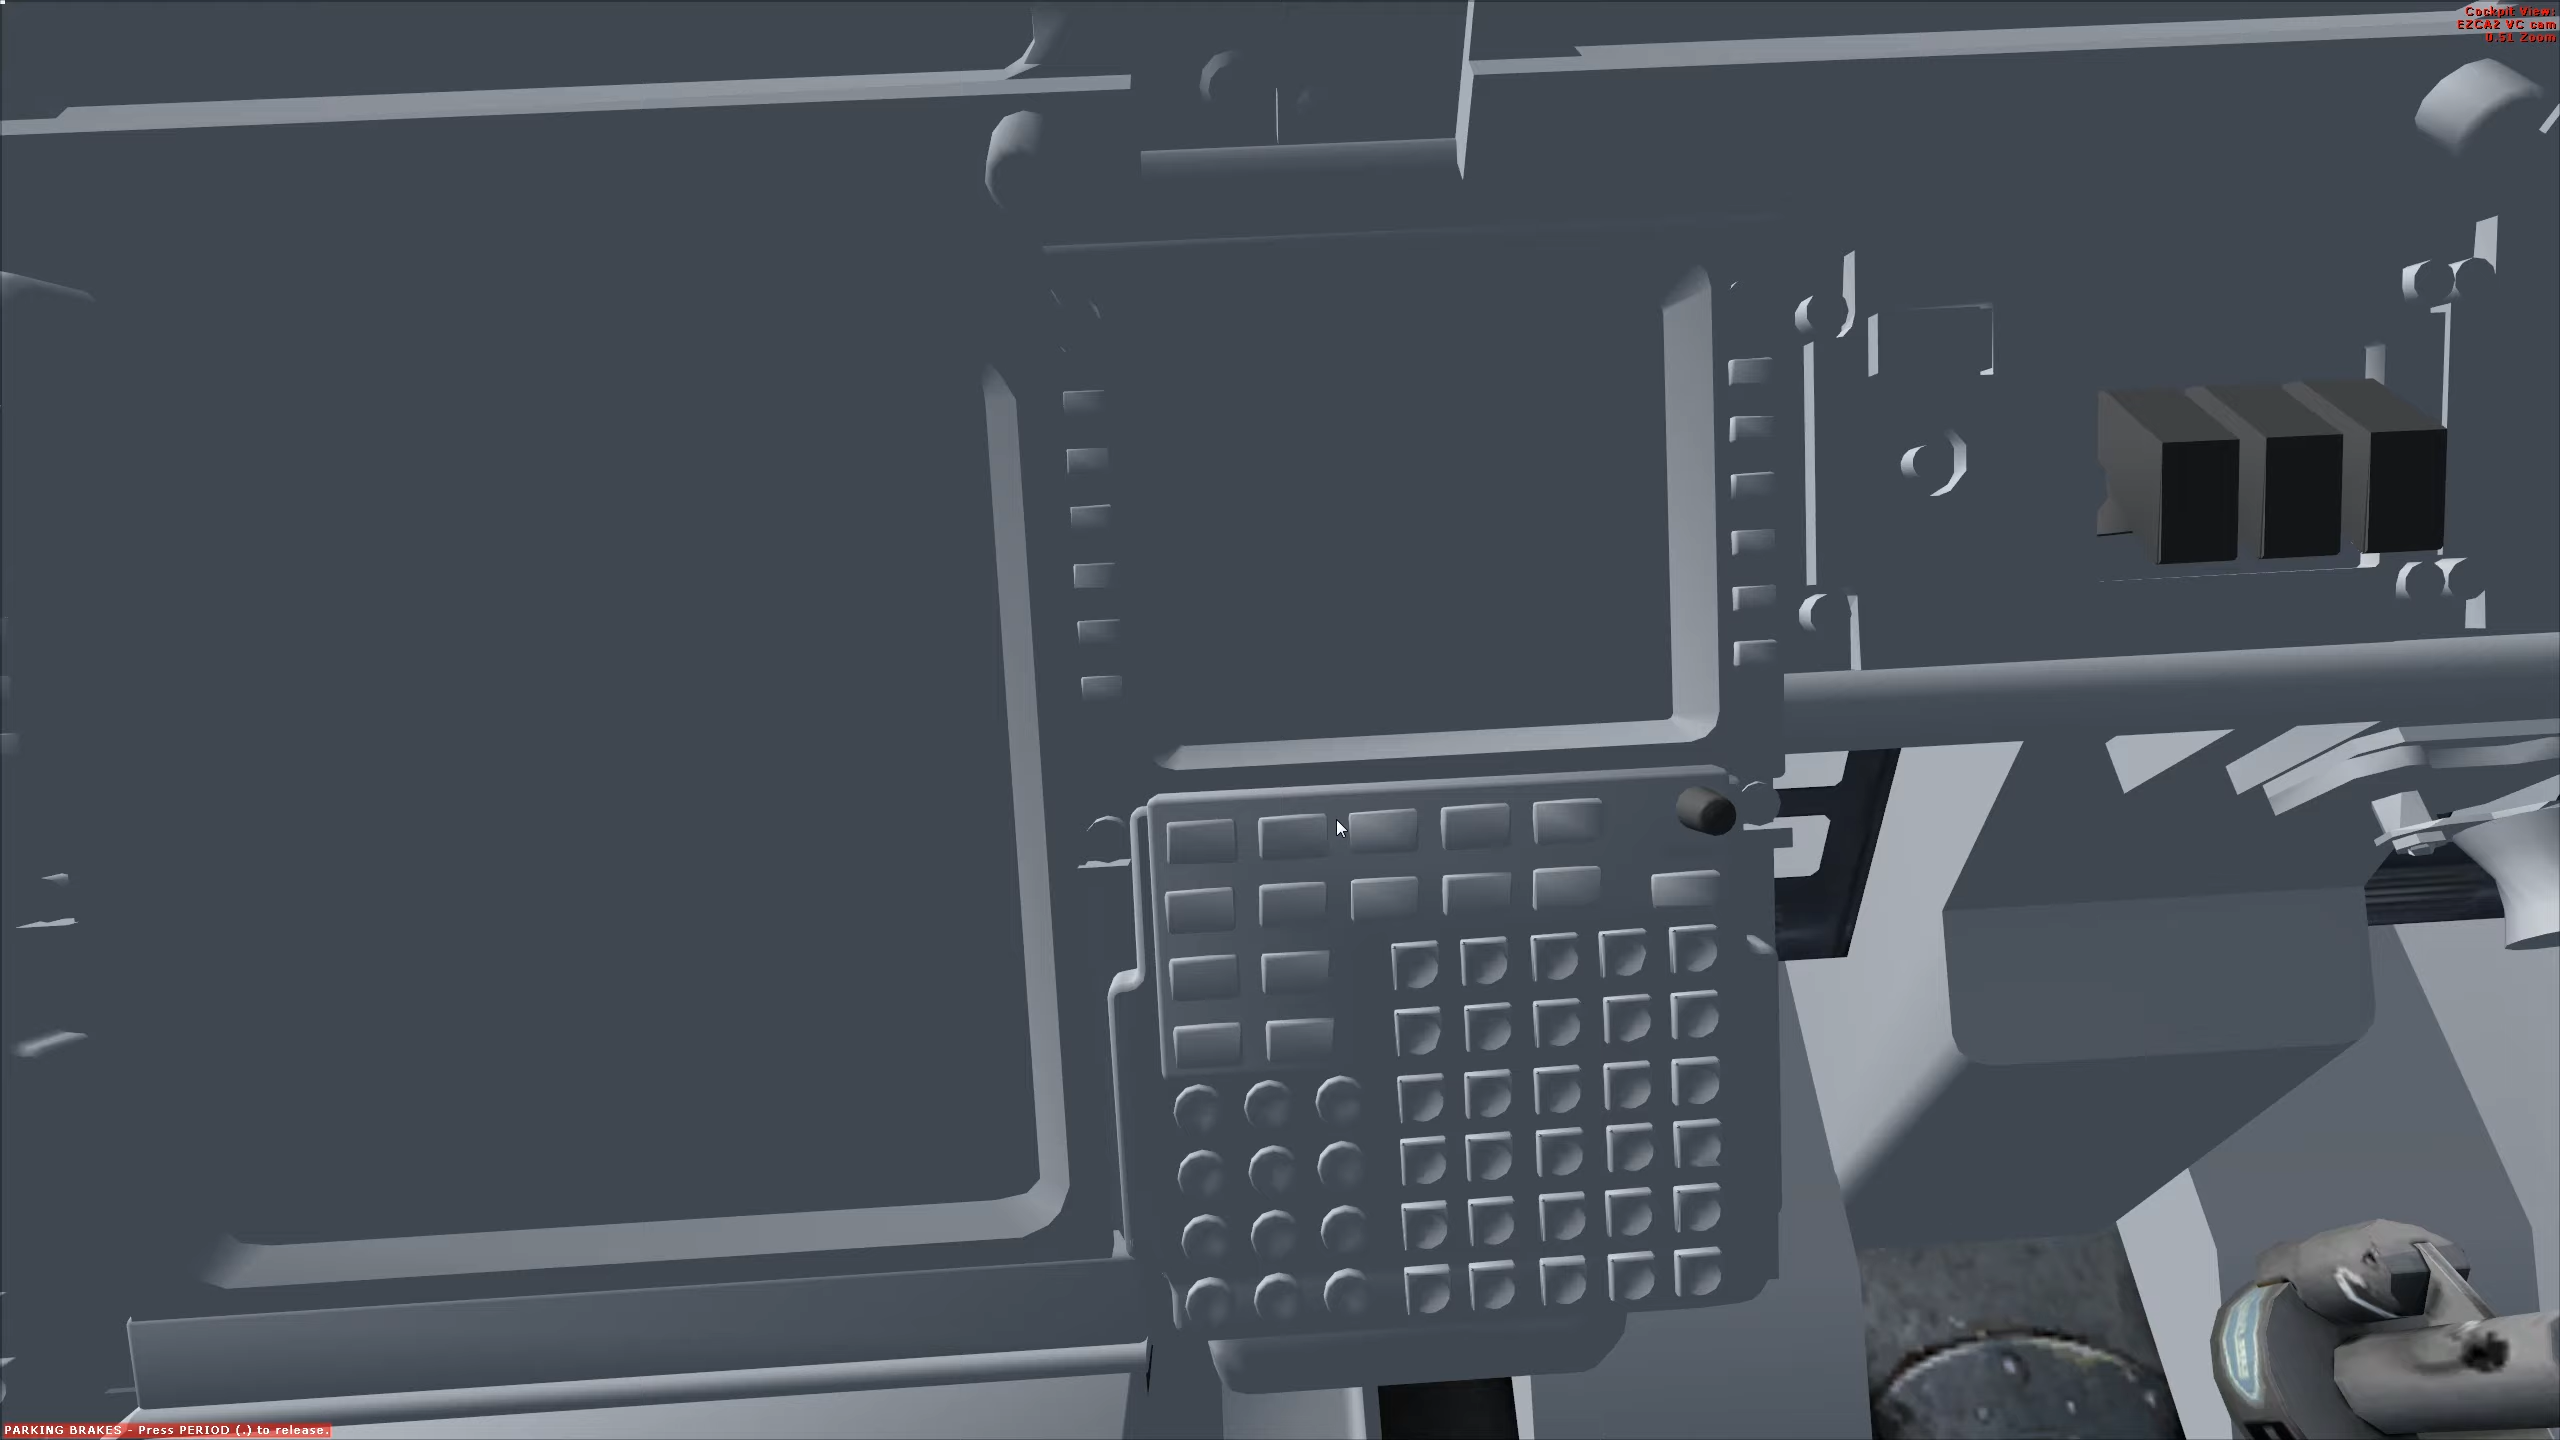 Cockpit View:
EZCA2 VC cam
0.51 Zoom
PARKING BRAKES - Press PERIOD (.) to release.